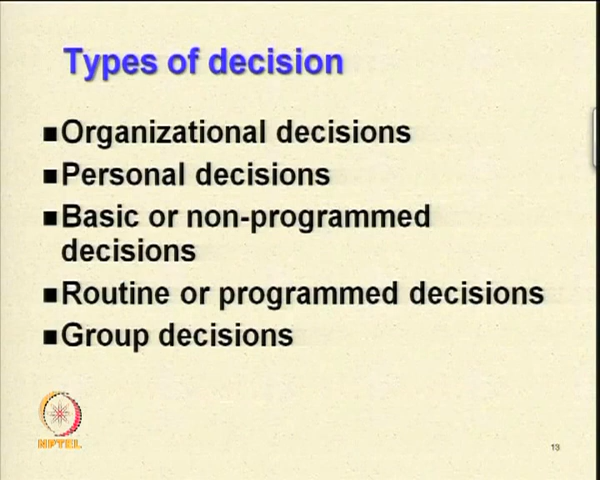 Types of decision
■Organizational decisions
■Personal decisions
■Basic or non-programmed
decisions
■Routine or programmed decisions
■Group decisions
NPTEL
13